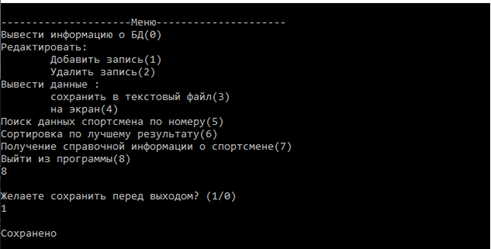 ---------------------Меню---------------------
Вывести информацию о БД(0)
Редактировать:
Добавить запись(1)
Удалить запись(2)
Вывести данные :
сохранить в текстовый файл(3)
на экран(4)
Поиск данных спортсмена по номеру(5)
Сортировка по лучшему результату(6)
Получение справочной информации о спортсмене(7)
Выйти из программы(8)
8
Желаете сохранить перед выходом? (1/0)
1
Сохранено